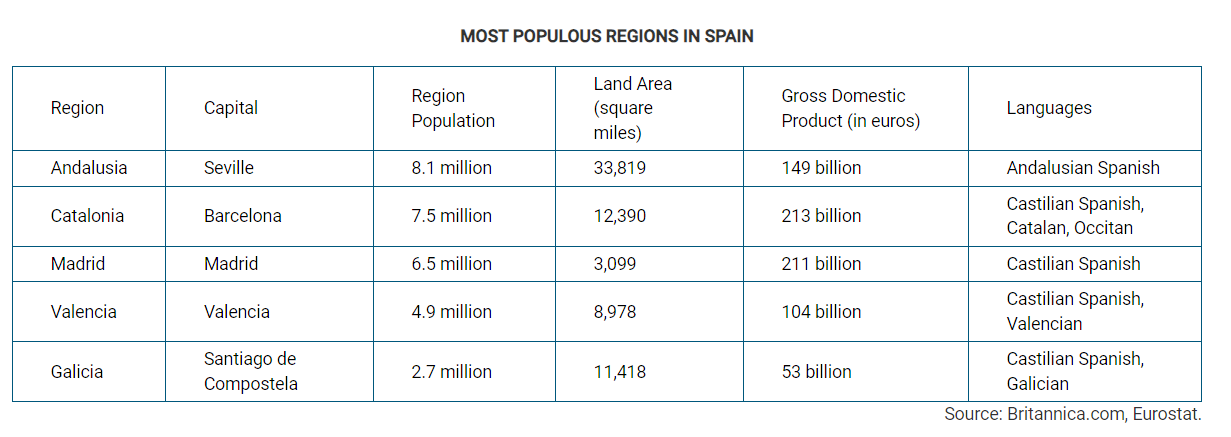 MOST POPULOUS REGIONS IN SPAIN
Region Capital Region Population Land Area (square miles) Gross Domestic Product (in euros) Languages
Andalusia Seville 8.1 million 33,819 149 billion Andalusian Spanish
Catalonia Barcelona 7.5 million 12,390 213 billion Castilian Spanish, Catalan, Occitan
Madrid Madrid 6.5 million 3,099 211 billion Castilian Spanish
Valencia Valencia 4.9 million 8,978 104 billion Castilian Spanish, Valencian
Galicia Santiago de Compostela 2.7 million 11,418 53 billion Castilian Spanish, Galician
Source: Britannica.com, Eurostat.